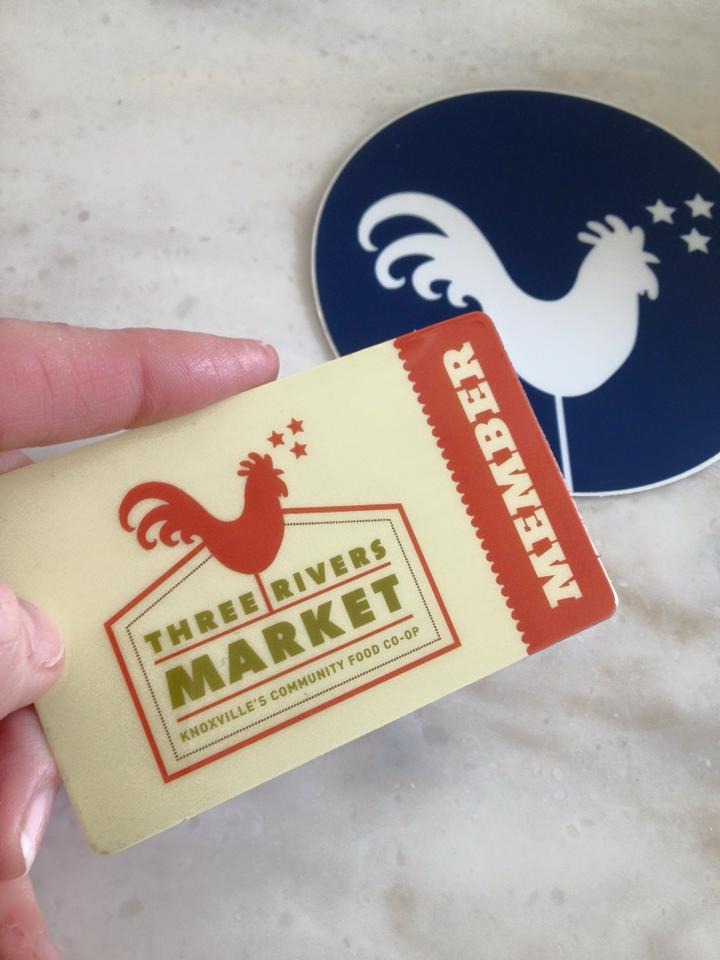 THREE RIVERS
MARKET
KNOXVILLE'S COMMUNITY FOOD CO-OP
MEMBER